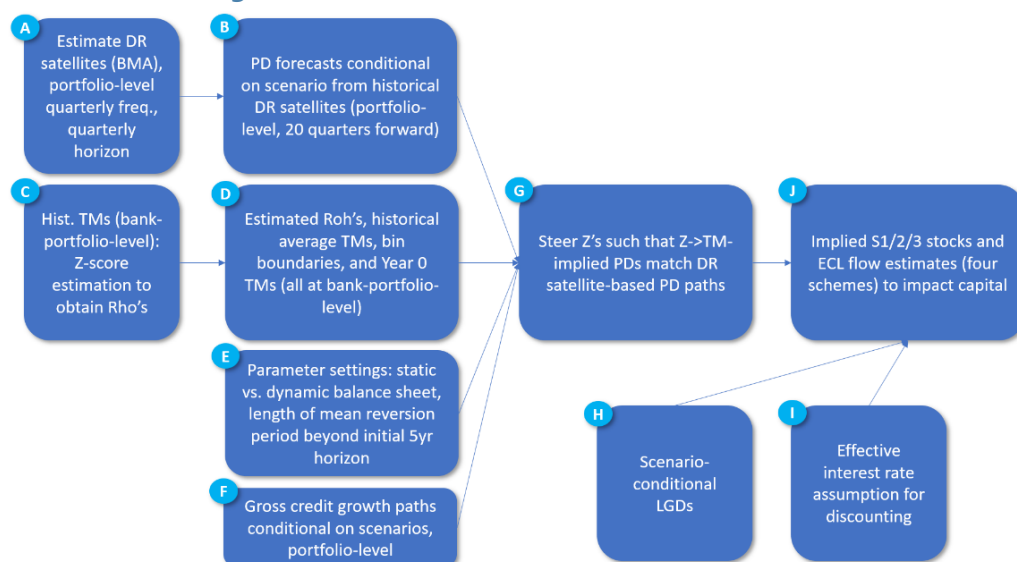 A
Estimate DR
satellites (BMA),
portfolio-level
quarterly freq.,
quarterly
horizon
B
PD forecasts conditional
on scenario from historical
DR satellites (portfolio-
level, 20 quarters forward)
C
Hist. TMs (bank-
portfolio-level):
Z-score
estimation to
obtain Rho's
D
Estimated Roh's, historical
average TMs, bin
boundaries, and Year 0
TMs (all at bank-portfolio-
level)
E
Parameter settings: static
vs. dynamic balance sheet,
length of mean reversion
period beyond initial 5yr
horizon
F
Gross credit growth paths
conditional on scenarios,
portfolio-level
G
Steer Z's such that Z->TM-
implied PDs match DR
satellite-based PD paths
J
Implied S1/2/3 stocks and
ECL flow estimates (four
schemes) to impact capital
H
Scenario-
conditional
LGDs
I
Effective
interest rate
assumption for
discounting